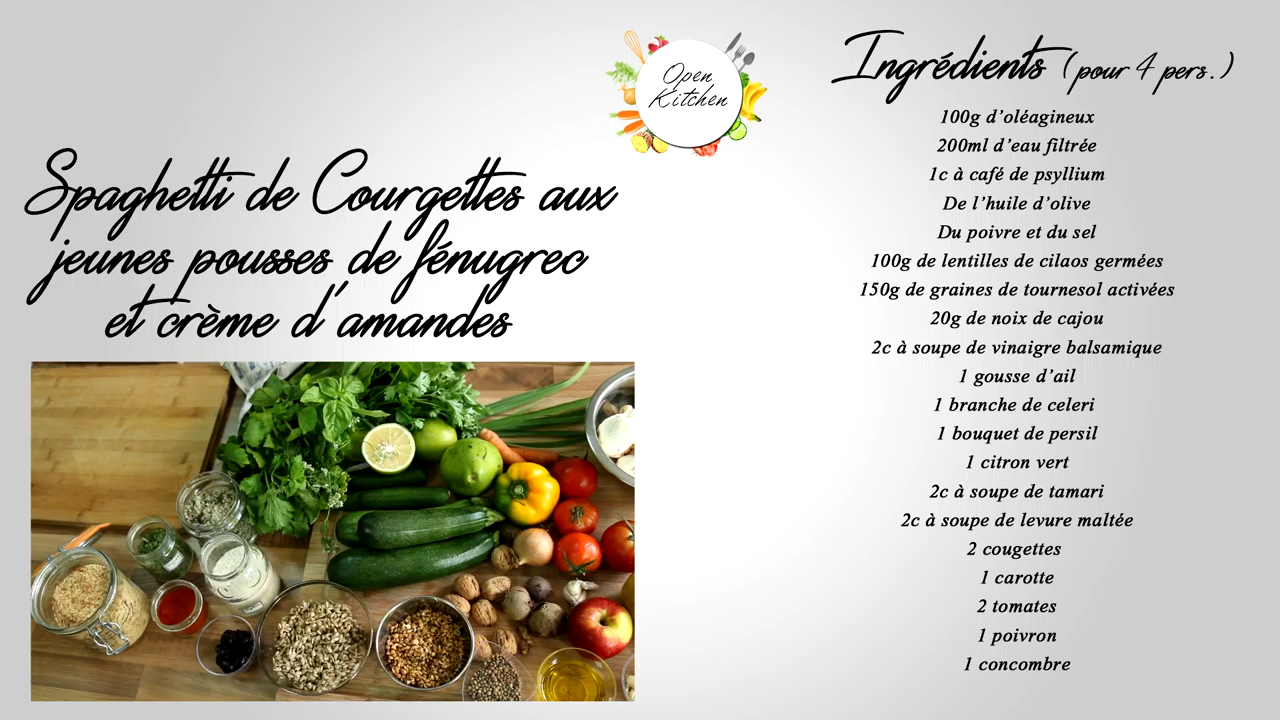 Open
Kitchen
Spaghetti de Courgettes aux
jeunes pousses de fénugrec
et crème d'amandes
Ingrédients (pour 4 pers.)
100g d'oléagineux
200ml d'eau filtrée
1c à café de psyllium
De l'huile d'olive
Du poivre et du sel
100g de lentilles de cilaos germées
150g de graines de tournesol activées
20g de noix de cajou
2c à soupe de vinaigre balsamique
1 gousse d'ail
1 branche de celeri
1 bouquet de persil
1 citron vert
2c à soupe de tamari
2c à soupe de levure maltée
2 cougettes
1 carotte
2 tomates
1 poivron
1 concombre